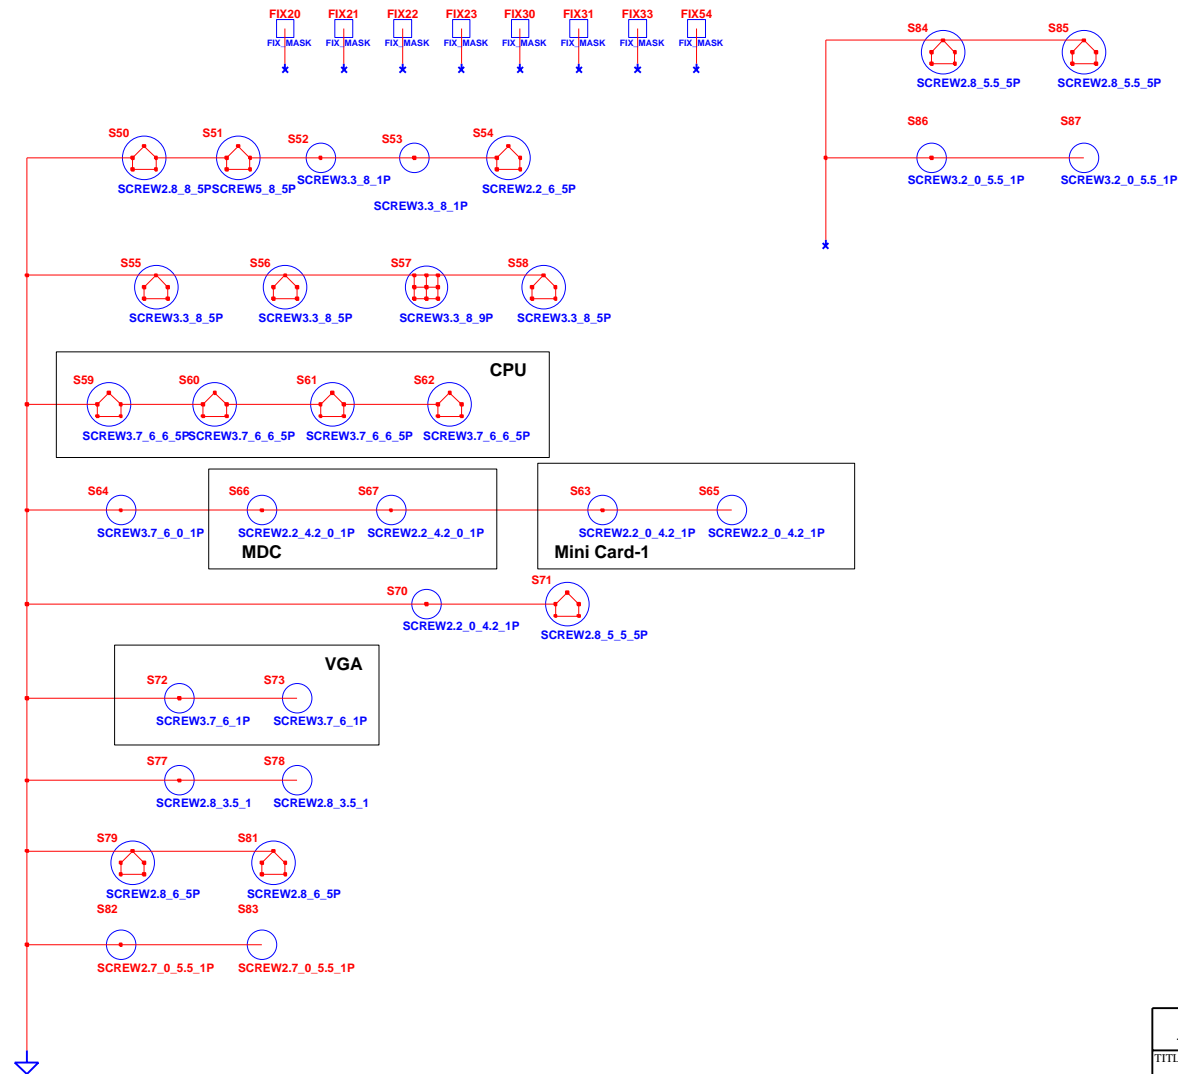 FIX20 FIX21 FIX22 FIX23 FIX30 FIX31 FIX33 FIX54
FIX_MASK FIX_MASK FIX_MASK FIX_MASK FIX_MASK FIX_MASK FIX_MASK FIX_MASK
S84 S85
SCREW2.8_5.5_5P SCREW2.8_5.5_5P
S86 S87
SCREW3.2_0_5.5_1P SCREW3.2_0_5.5_1P
S50 S51 S52 S53 S54
SCREW2.8_8_5P SCREW5_8_5P SCREW3.3_8_1P SCREW2.2_6_5P
SCREW3.3_8_1P
S55 S56 S57 S58
SCREW3.3_8_5P SCREW3.3_8_5P SCREW3.3_8_9P SCREW3.3_8_5P
CPU
S59 S60 S61 S62
SCREW3.7_6_6_5P SCREW3.7_6_6_5P SCREW3.7_6_6_5P SCREW3.7_6_6_5P
S64 S66 S67 S63 S65
SCREW3.7_6_0_1P SCREW2.2_4.2_0_1P SCREW2.2_4.2_0_1P SCREW2.2_0_4.2_1P SCREW2.2_0_4.2_1P
MDC Mini Card-1
S70 S71
SCREW2.2_0_4.2_1P SCREW2.8_5_5_5P
VGA
S72 S73
SCREW3.7_6_1P SCREW3.7_6_1P
S77 S78
SCREW2.8_3.5_1 SCREW2.8_3.5_1
S79 S81
SCREW2.8_6_5P SCREW2.8_6_5P
S82 S83
SCREW2.7_0_5.5_1P SCREW2.7_0_5.5_1P